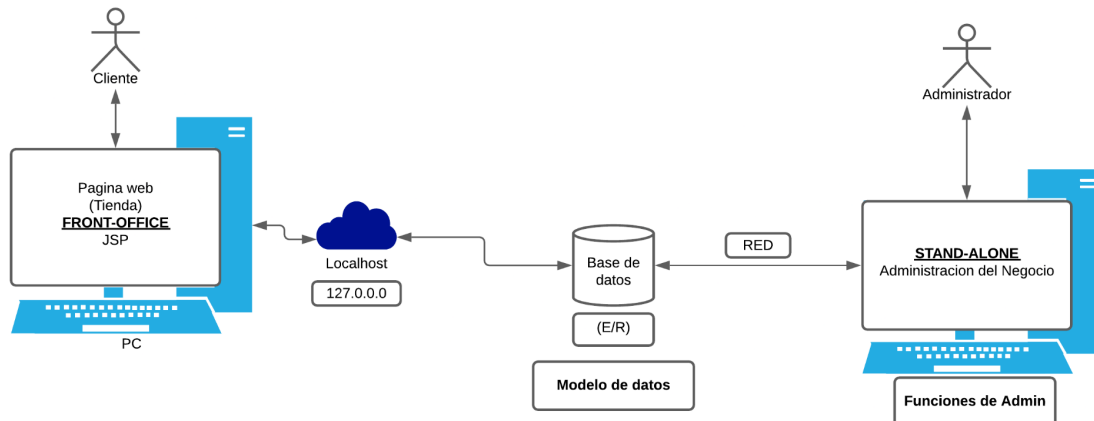 Cliente
Pagina web
(Tienda)
FRONT-OFFICE
JSP
PC
Localhost
127.0.0.0
Base de
datos
(E/R)
Modelo de datos
RED
Administrador
STAND-ALONE
Administracion del Negocio
Funciones de Admin